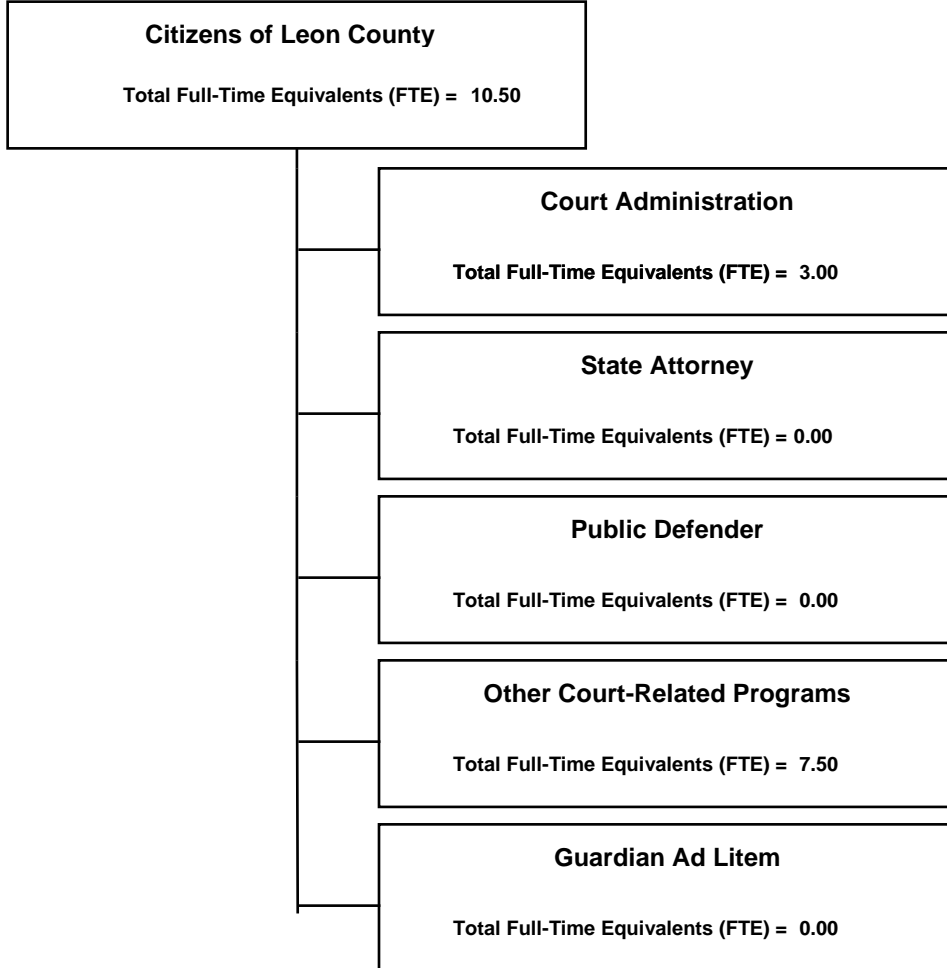 Citizens of Leon County
Total Full-Time Equivalents (FTE) = 10.50
Court Administration
Total Full-Time Equivalents (FTE) = 3.00
State Attorney
Total Full-Time Equivalents (FTE) = 0.00
Public Defender
Total Full-Time Equivalents (FTE) = 0.00
Other Court-Related Programs
Total Full-Time Equivalents (FTE) = 7.50
Guardian Ad Litem
Total Full-Time Equivalents (FTE) = 0.00